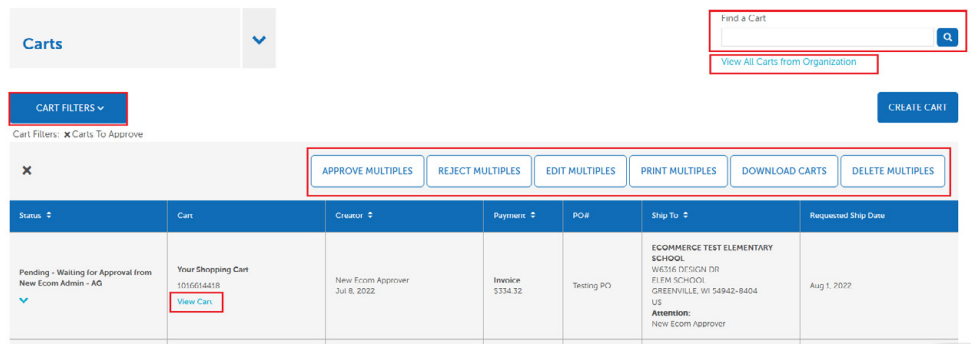 Find a Cart
Carts
View All Carts from Organization
CART FILTERS
CREATE CART
Cart Filters: x Carts To Approve
APPROVE MULTIPLES REJECT MULTIPLES EDIT MULTIPLES PRINT MULTIPLES DOWNLOAD CARTS DELETE MULTIPLES
Status Cart Creator Payment PO# Ship To Requested Ship Date
Pending - Waiting for Approval from
New Ecom Admin - AG
Your Shopping Cart
1016614418
View Cart
New Ecom Approver
Jul 8, 2022
Invoice
$334.32
Testing PO
ECOMMERCE TEST ELEMENTARY
SCHOOL
W6316 DESIGN DR
ELEM SCHOOL
GREENVILLE, WI 54942-8404
US
Attention:
New Ecom Approver
Aug 1, 2022